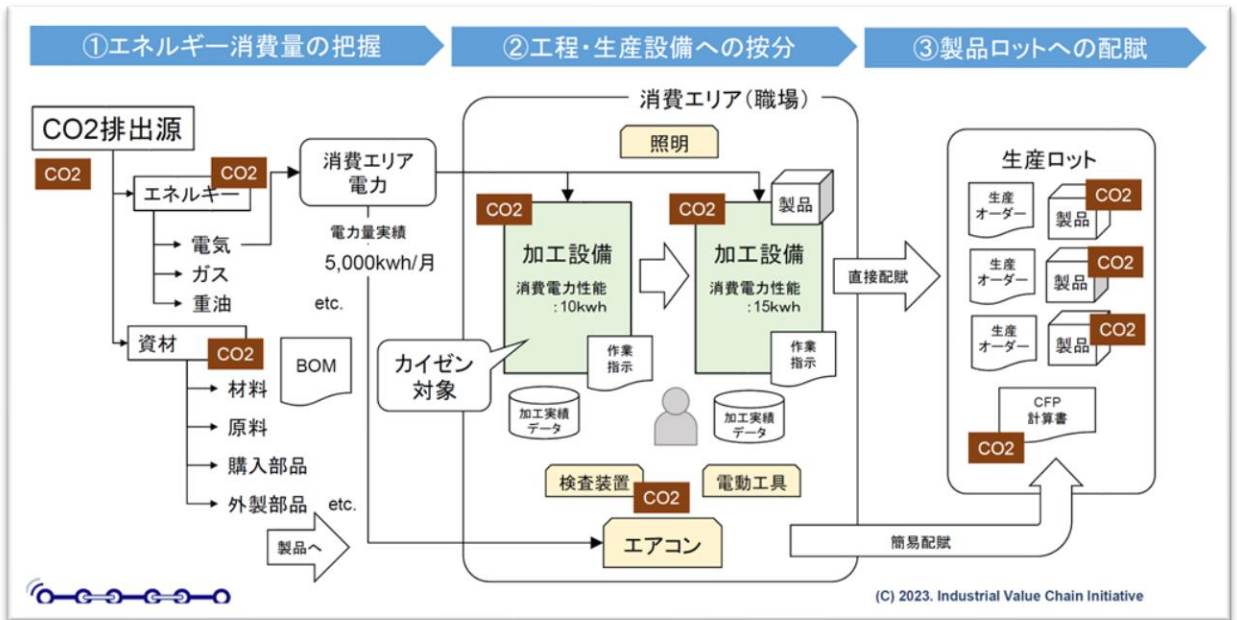 ①エネルギー消費量の把握
②工程・生産設備への按分
③製品ロットへの配賦
CO2排出源
CO2
エネルギー
CO2
電気
ガス
重油
etc.
資材
CO2
BOM
材料
原料
購入部品
外製部品
etc.
製品へ
消費エリア
電力
電力量実績
5,000kwh/月
消費エリア(職場)
照明
CO2
加工設備
消費電力性能
:10kwh
カイゼン
対象
作業
指示
加工実績
データ
CO2
製品
加工設備
消費電力性能
:15kwh
作業
指示
加工実績
データ
検査装置
CO2
電動工具
エアコン
直接配賦
簡易配賦
生産ロット
生産
オーダー
製品
CO2
生産
オーダー
製品
CO2
生産
オーダー
製品
CO2
CFP
計算書
CO2
(C) 2023. Industrial Value Chain Initiative